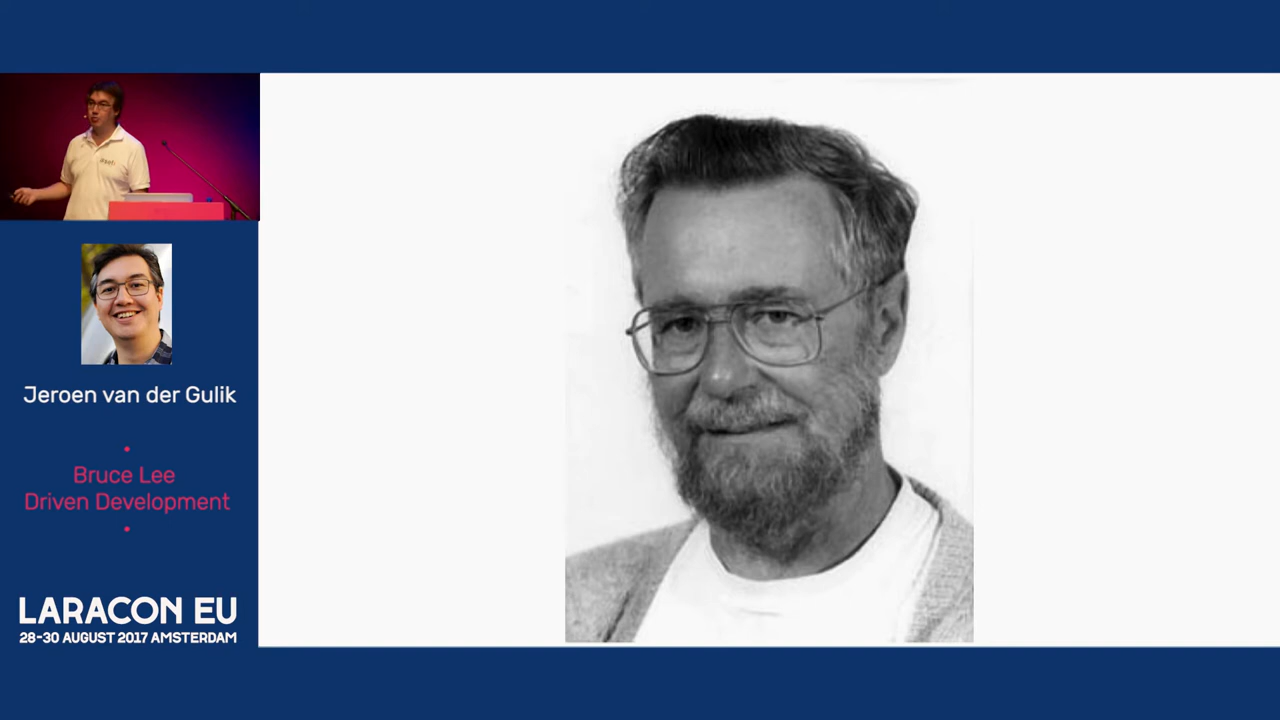 Jeroen van der Gulik
Bruce Lee
Driven Development
LARACON EU
28-30 AUGUST 2017 AMSTERDAM